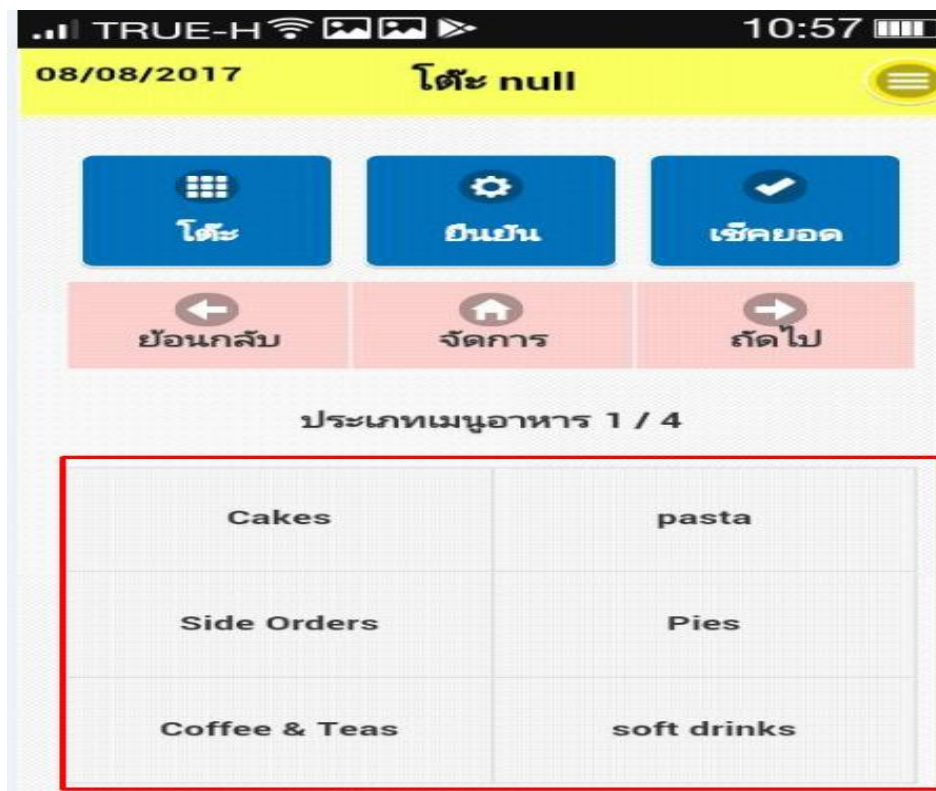 TRUE-H 10:57
08/08/2017 โต๊ะ null
โต๊ะ ยืนยัน เช็คยอด
ย้อนกลับ จัดการ ถัดไป
ประเภทเมนูอาหาร 1 / 4
Cakes pasta
Side Orders Pies
Coffee & Teas soft drinks